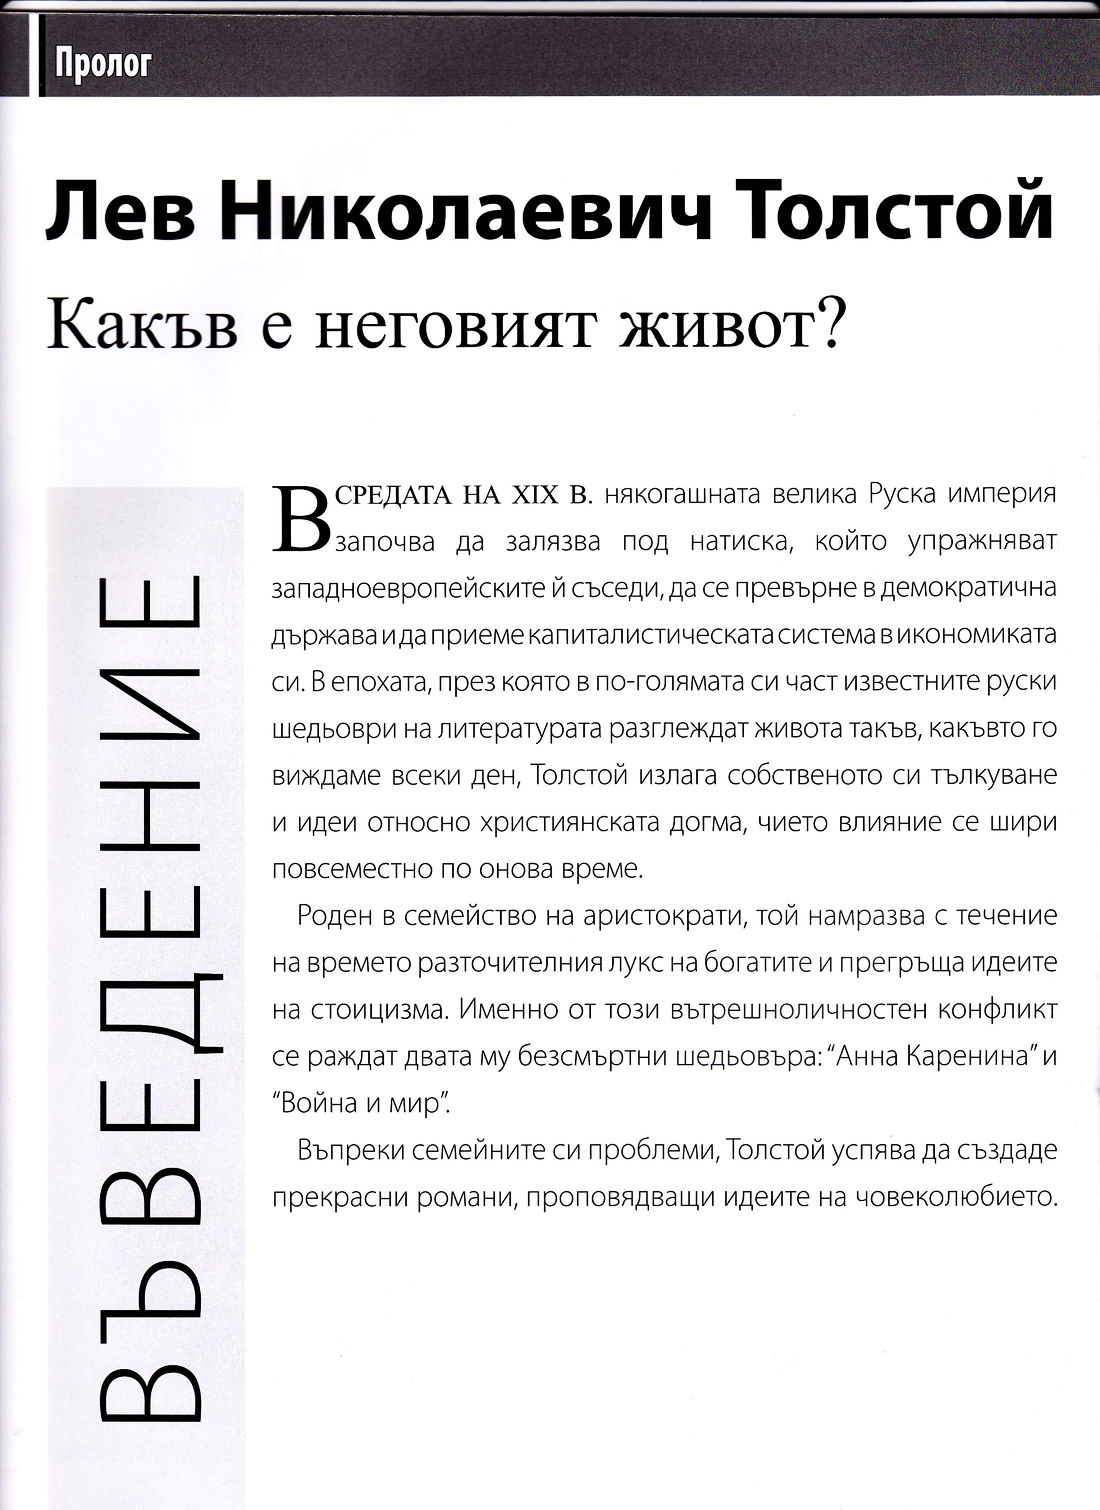 Пролог
Лев Николаевич Толстой
Какъв е неговият живот?
ВЪВЕДЕНИЕ
В СРЕДАТА НА XIX В. някогашната велика Руска империя
започва да залязва под натиска, който упражняват
западноевропейските й съседи, да се превърне в демократична
държава и да приеме капиталистическата система в икономиката
си. В епохата, през която в по-голямата си част известните руски
шедьоври на литературата разглеждат живота такъв, какъвто го
виждаме всеки ден, Толстой излага собственото си тълкуване
и идеи относно християнската догма, чието влияние се шири
повсеместно по онова време.
Роден в семейство на аристократи, той намразва с течение
на времето разточителния лукс на богатите и прегръща идеите
на стоицизма. Именно от този вътрешноличностен конфликт
се раждат двата му безсмъртни шедьовъра: “Анна Каренина” и
“Война и мир”.
Въпреки семейните си проблеми, Толстой успява да създаде
прекрасни романи, проповядващи идеите на човеколюбието.